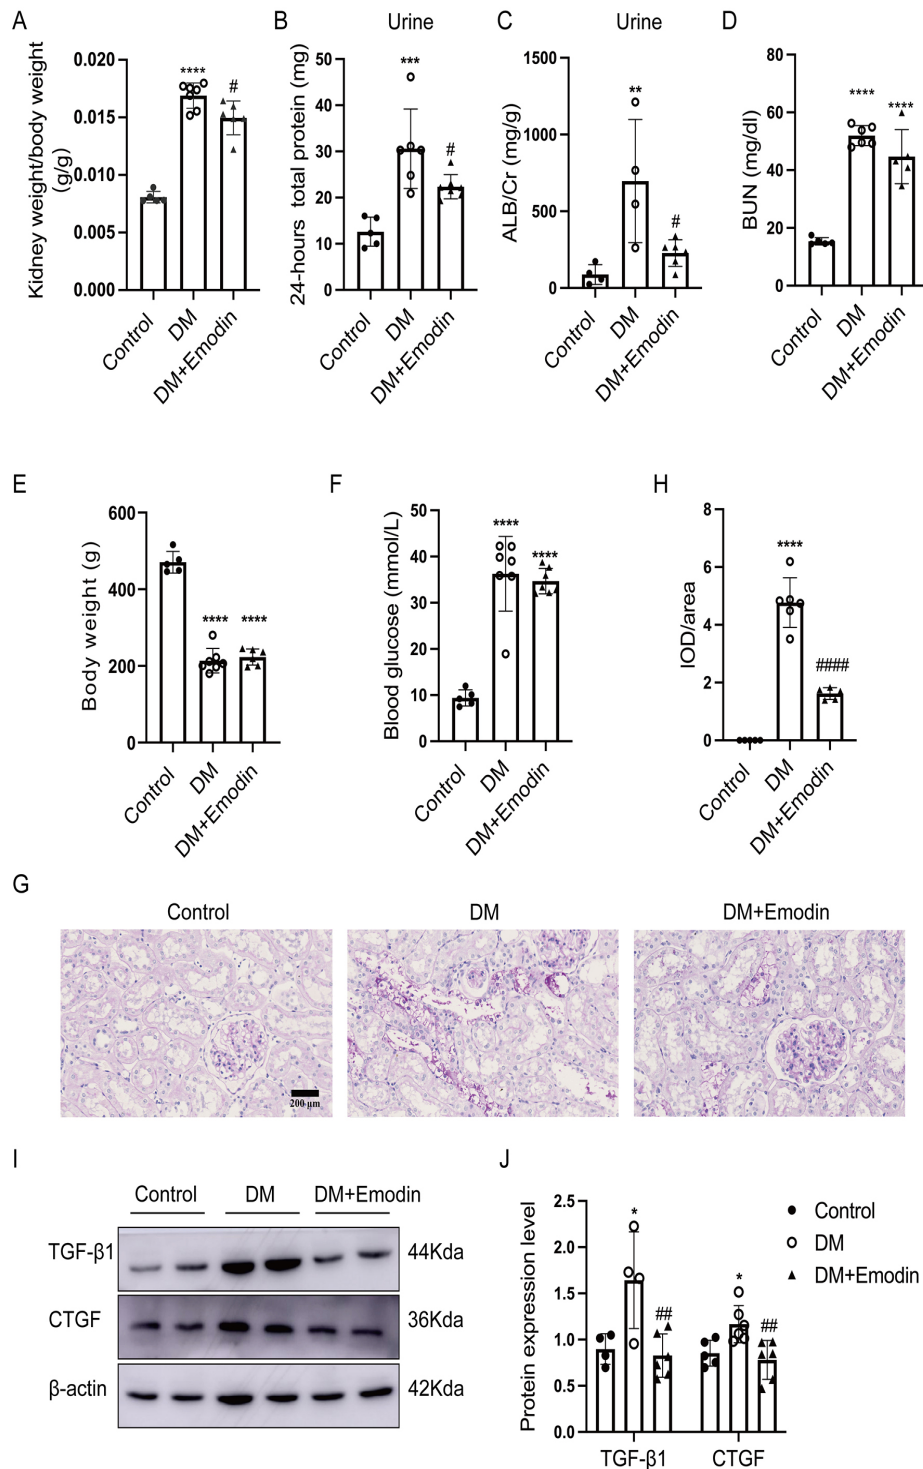 A
Kidney weight/body weight
(g/g)
0.020
0.015
0.010
0.005
0.000
****
#
Control
DM
DM+Emodin
B
Urine
24-hours total protein (mg)
50
40
30
20
10
0
***
#
Control
DM
DM+Emodin
C
Urine
ALB/Cr (mg/g)
1500
1000
500
0
**
#
Control
DM
DM+Emodin
D
BUN (mg/dl)
80
60
40
20
0
****
****
Control
DM
DM+Emodin
E
Body weight (g)
600
400
200
0
****
****
Control
DM
DM+Emodin
F
Blood glucose (mmol/L)
50
40
30
20
10
0
****
****
Control
DM
DM+Emodin
H
IOD/area
8
6
4
2
0
****
####
Control
DM
DM+Emodin
G
Control
DM
DM+Emodin
200 μm
I
Control
DM
DM+Emodin
TGF-β1
44Kda
CTGF
36Kda
β-actin
42Kda
J
Protein expression level
2.5
2.0
1.5
1.0
0.5
0.0
*
##
*
##
TGF-β1
CTGF
Control
DM
DM+Emodin